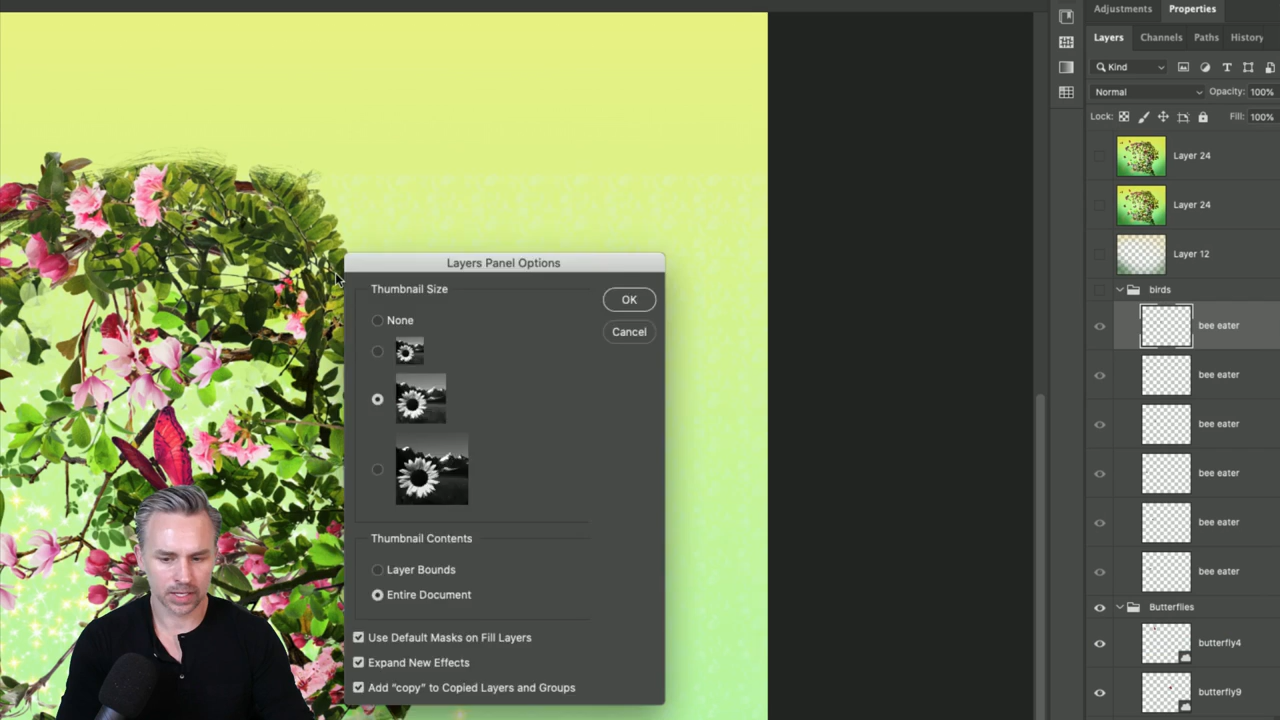 Adjustments Properties
Layers Channels Paths History
Kind
Normal Opacity: 100%
Lock: Fill: 100%
Layer 24
Layer 24
Layer 12
birds
bee eater
bee eater
bee eater
bee eater
bee eater
bee eater
Butterflies
butterfly4
butterfly9
Layers Panel Options
Thumbnail Size
OK
None
Cancel
Thumbnail Contents
Layer Bounds
Entire Document
Use Default Masks on Fill Layers
Expand New Effects
Add “copy” to Copied Layers and Groups